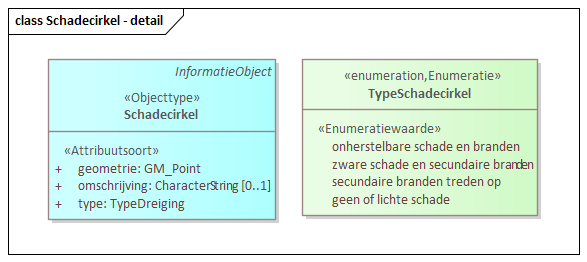 class Schadecirkel - detail
InformatieObject
«Objecttype»
Schadecirkel
«Attribuutsoort»
+ geometrie: GM_Point
+ omschrijving: CharacterString [0..1]
+ type: TypeDreiging
«enumeration,Enumeratie»
TypeSchadecirkel
«Enumeratiewaarde»
onherstelbare schade en branden
zware schade en secundaire branden
secundaire branden treden op
geen of lichte schade